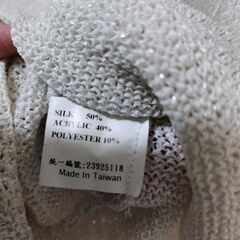 SILK 50%
ACRYLIC 40%
POLYESTER 10%
統一編號:23925118
Made In Taiwan